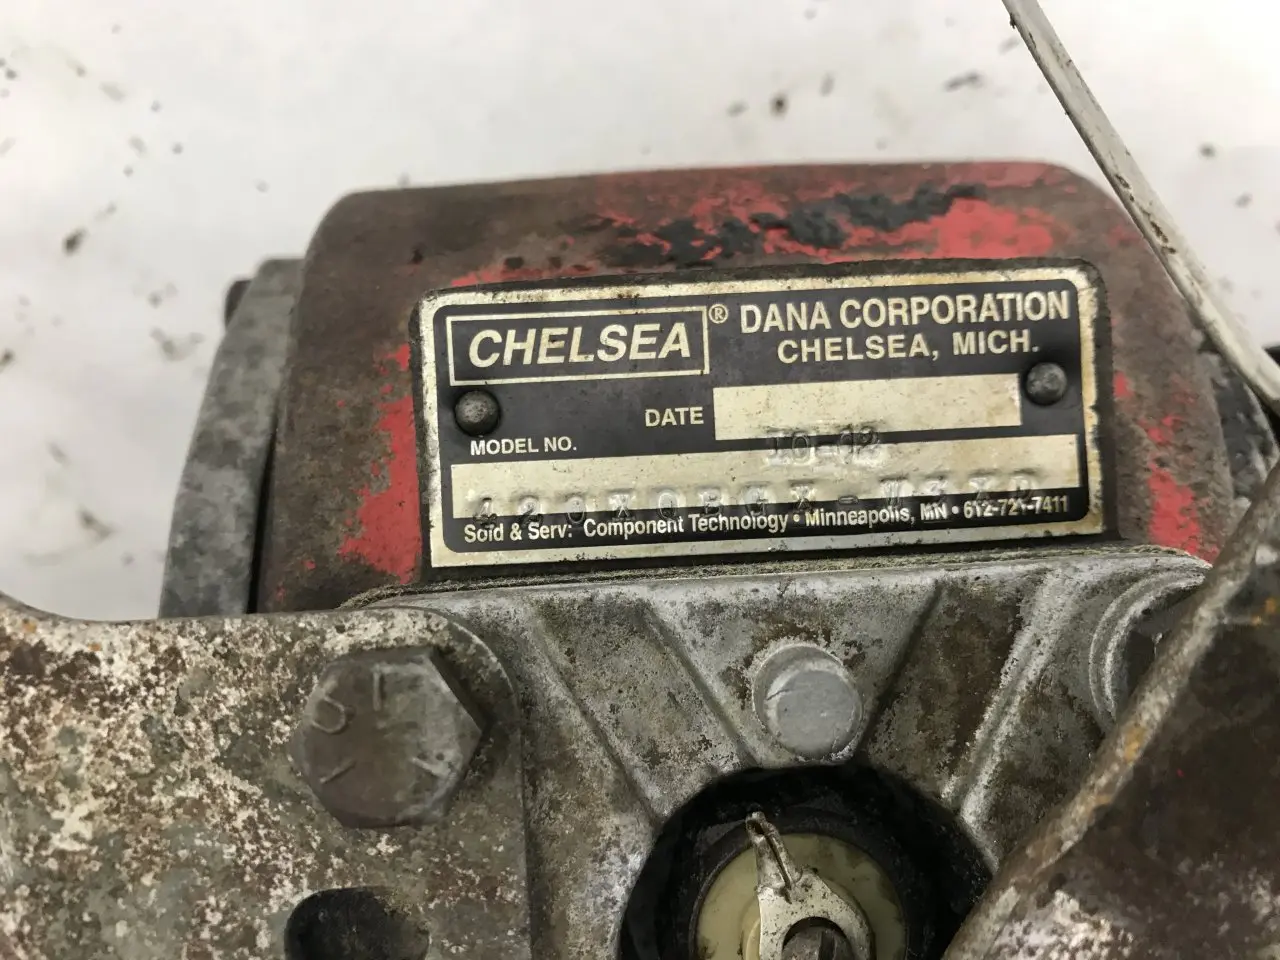 CHELSEA® DANA CORPORATION
CHELSEA, MICH.
DATE
MODEL NO.
Sold & Serv: Component Technology • Minneapolis, MN • 612-721-7411